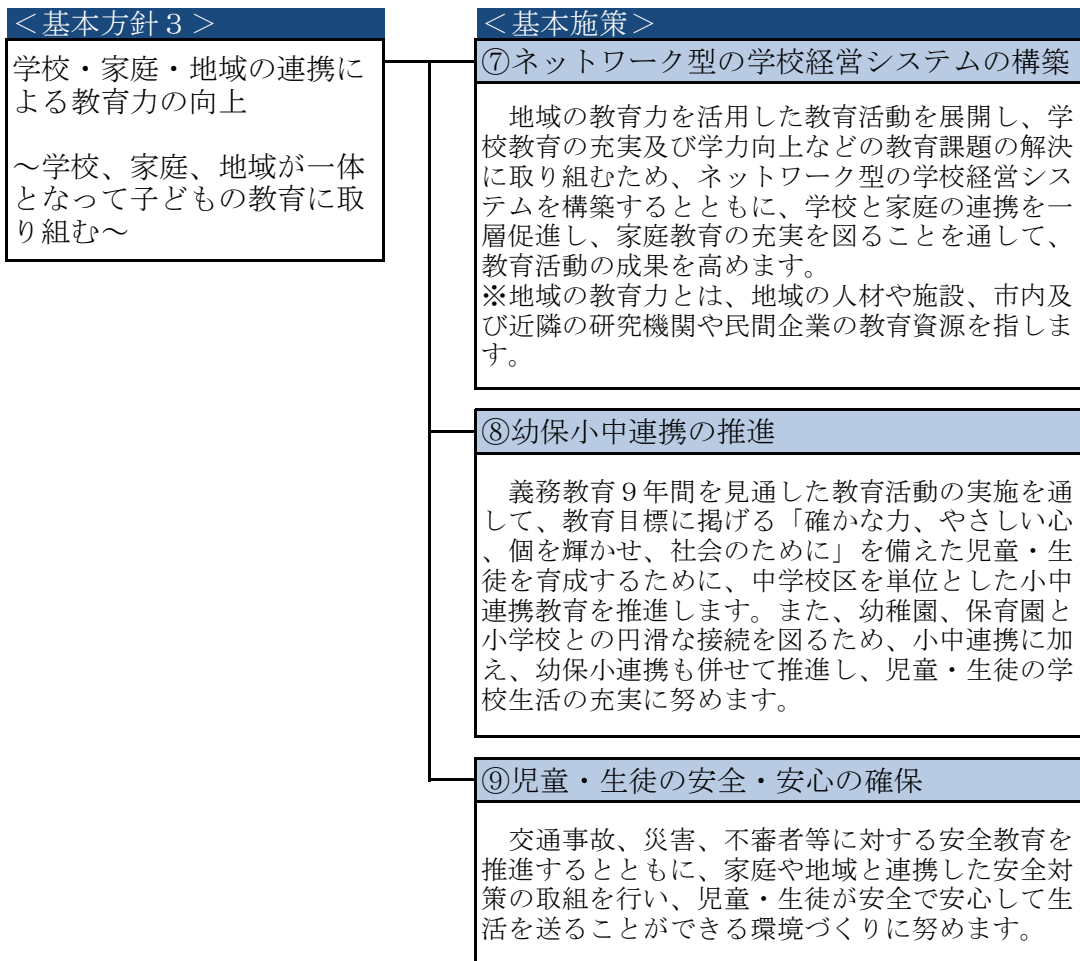 ＜基本方針３＞
学校・家庭・地域の連携に
よる教育力の向上
～学校、家庭、地域が一体
となって子どもの教育に取
り組む～
＜基本施策＞
⑦ネットワーク型の学校経営システムの構築
　地域の教育力を活用した教育活動を展開し、学
校教育の充実及び学力向上などの教育課題の解決
に取り組むため、ネットワーク型の学校経営シス
テムを構築するとともに、学校と家庭の連携を一
層促進し、家庭教育の充実を図ることを通して、
教育活動の成果を高めます。
※地域の教育力とは、地域の人材や施設、市内及
び近隣の研究機関や民間企業の教育資源を指しま
す。
⑧幼保小中連携の推進
　義務教育９年間を見通した教育活動の実施を通
して、教育目標に掲げる「確かな力、やさしい心
、個を輝かせ、社会のために」を備えた児童・生
徒を育成するために、中学校区を単位とした小中
連携教育を推進します。また、幼稚園、保育園と
小学校との円滑な接続を図るため、小中連携に加
え、幼保小連携も併せて推進し、児童・生徒の学
校生活の充実に努めます。
⑨児童・生徒の安全・安心の確保
　交通事故、災害、不審者等に対する安全教育を
推進するとともに、家庭や地域と連携した安全対
策の取組を行い、児童・生徒が安全で安心して生
活を送ることができる環境づくりに努めます。